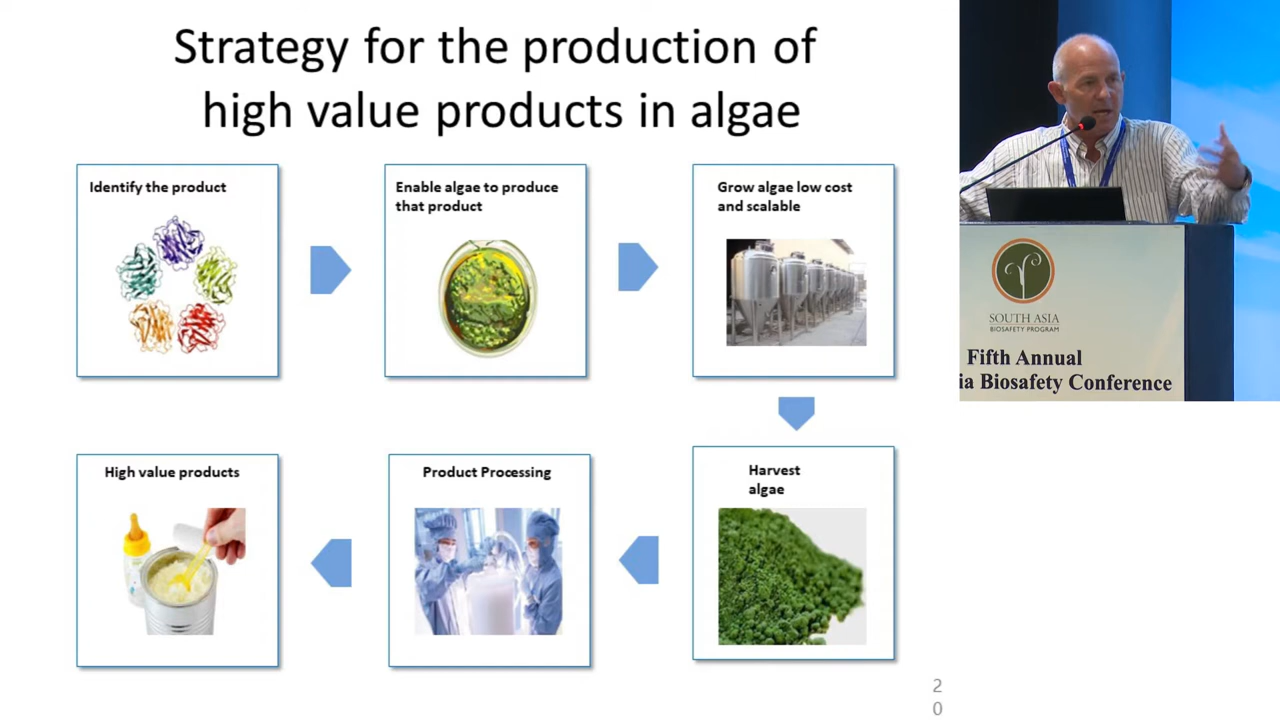 Strategy for the production of
high value products in algae
Identify the product
Enable algae to produce
that product
Grow algae low cost
and scalable
Harvest
algae
Product Processing
High value products
2
0
SOUTH ASIA
BIOSAFETY PROGRAM
Fifth Annual
ia Biosafety Conference